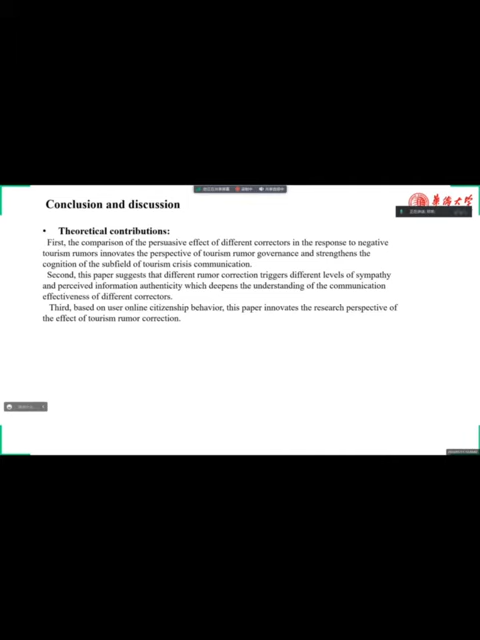 Conclusion and discussion
华侨大学
• Theoretical contributions:
First, the comparison of the persuasive effect of different correctors in the response to negative
tourism rumors innovates the perspective of tourism rumor governance and strengthens the
cognition of the subfield of tourism crisis communication.
Second, this paper suggests that different rumor correction triggers different levels of sympathy
and perceived information authenticity which deepens the understanding of the communication
effectiveness of different correctors.
Third, based on user online citizenship behavior, this paper innovates the research perspective of
the effect of tourism rumor correction.